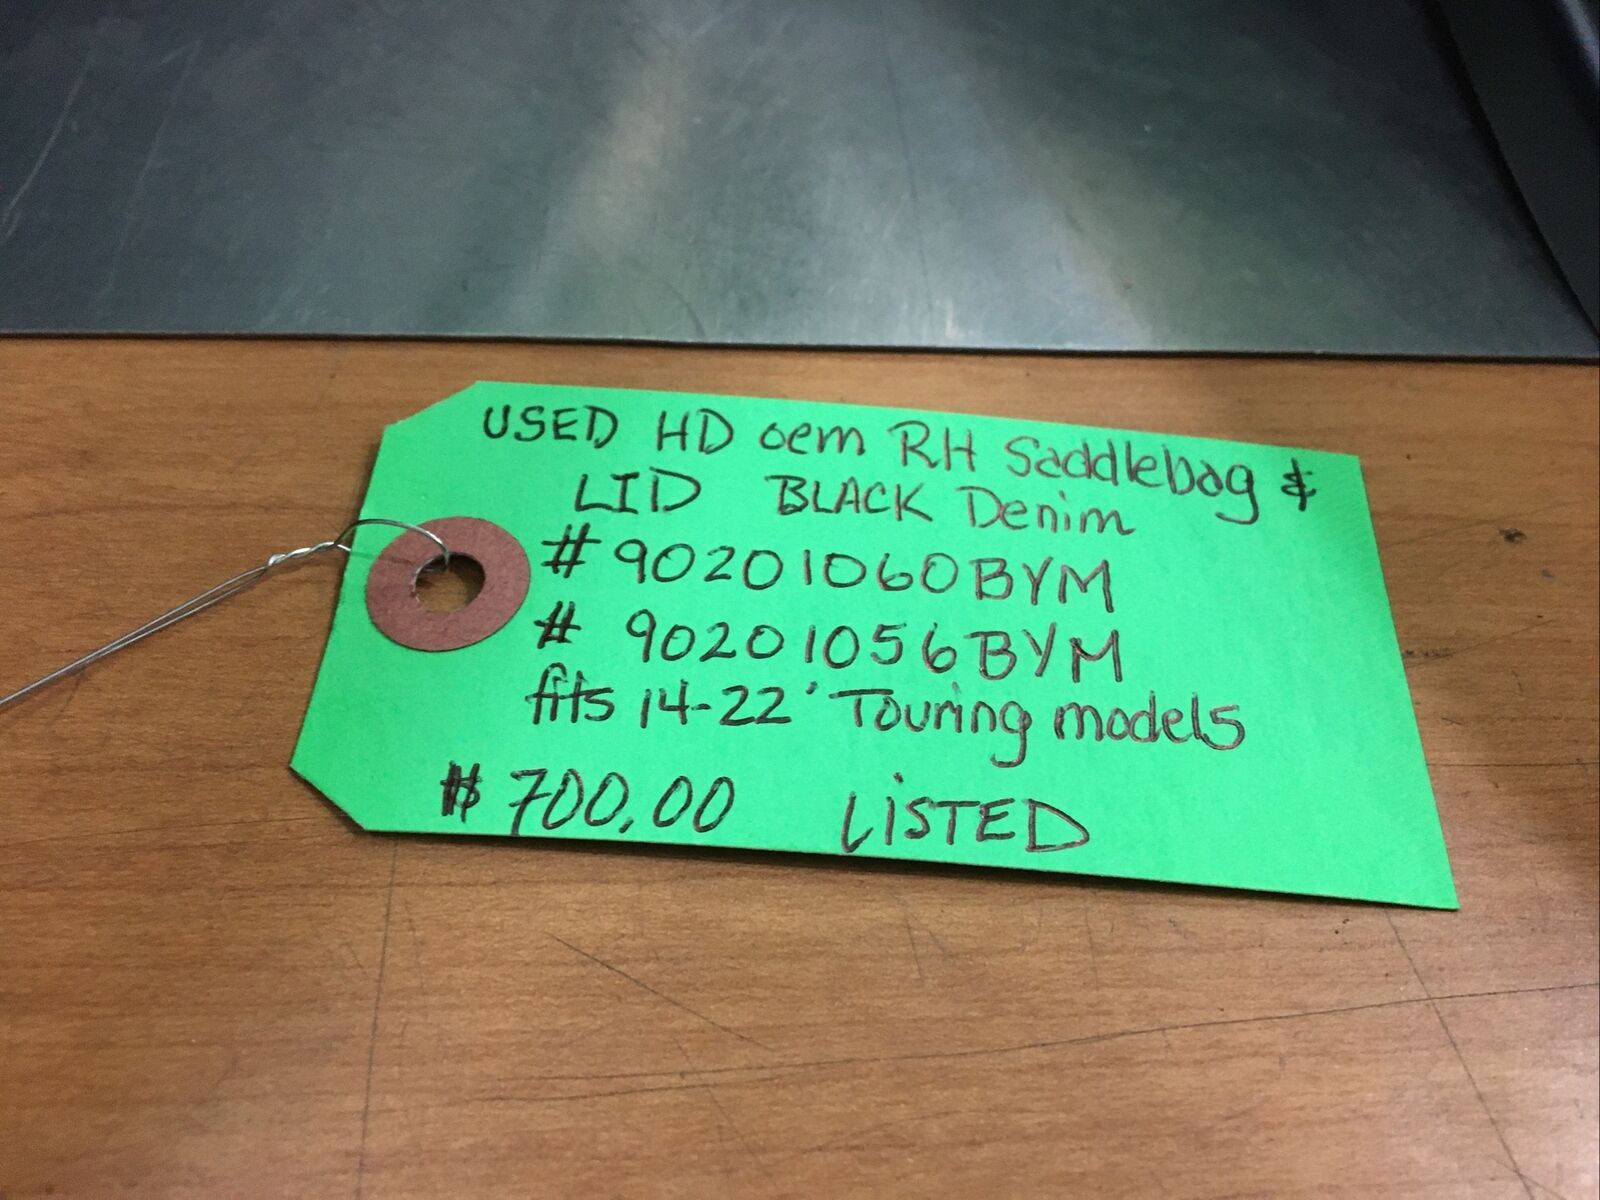 USED HD oem RH Saddlebag &
LID BLACK Denim
# 90201060BYM
# 90201056BYM
fits 14-22' Touring models
$ 700.00 LiSTED